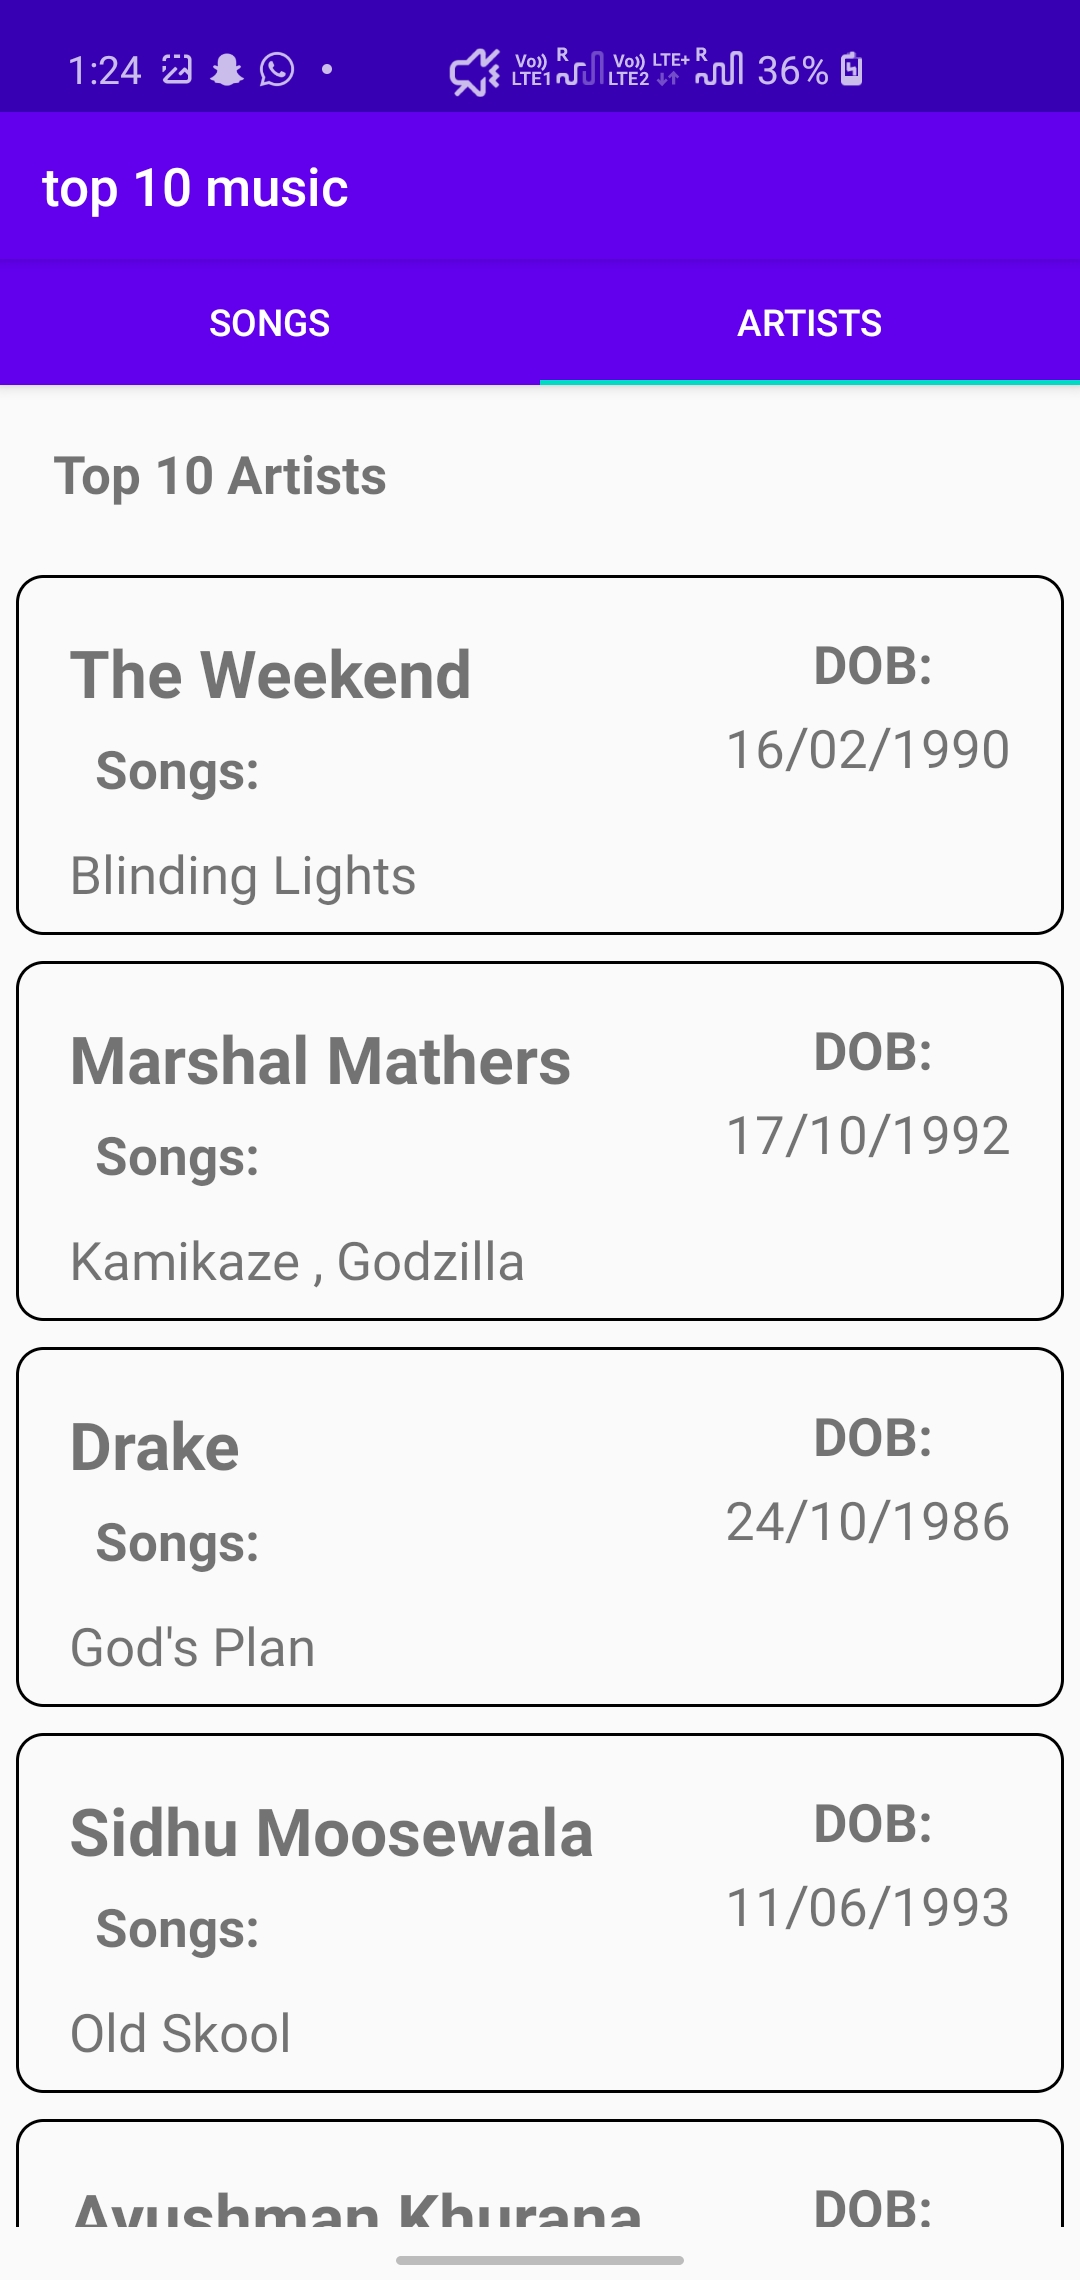 1:24 Vo)) LTE1 R Vo)) LTE2 LTE+ R 36%
top 10 music
SONGS ARTISTS
Top 10 Artists
The Weekend DOB:
16/02/1990
Songs:
Blinding Lights
Marshal Mathers DOB:
17/10/1992
Songs:
Kamikaze , Godzilla
Drake DOB:
24/10/1986
Songs:
God's Plan
Sidhu Moosewala DOB:
11/06/1993
Songs:
Old Skool
Ayushman Khurana DOB: